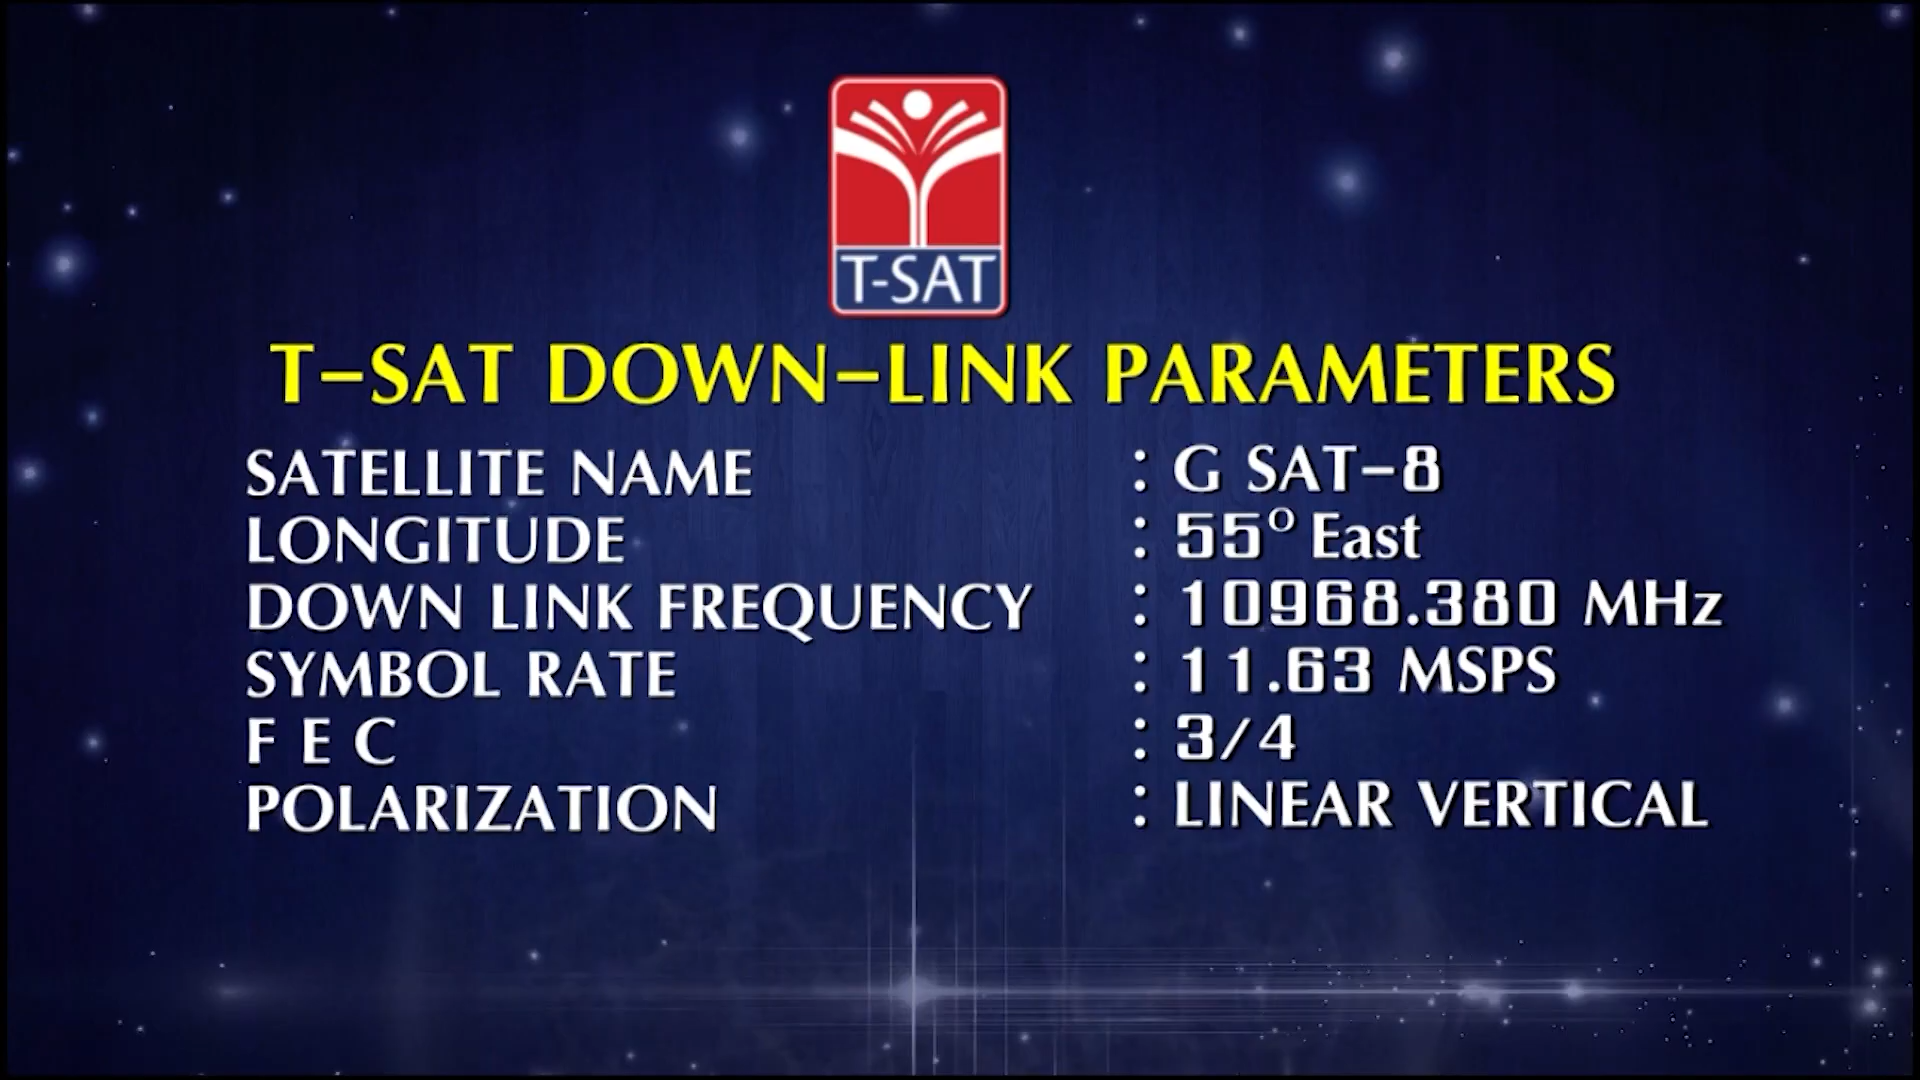 T-SAT
T-SAT DOWN-LINK PARAMETERS
SATELLITE NAME : G SAT-8
LONGITUDE : 55° East
DOWN LINK FREQUENCY : 10968.380 MHz
SYMBOL RATE : 11.63 MSPS
F E C : 3/4
POLARIZATION : LINEAR VERTICAL